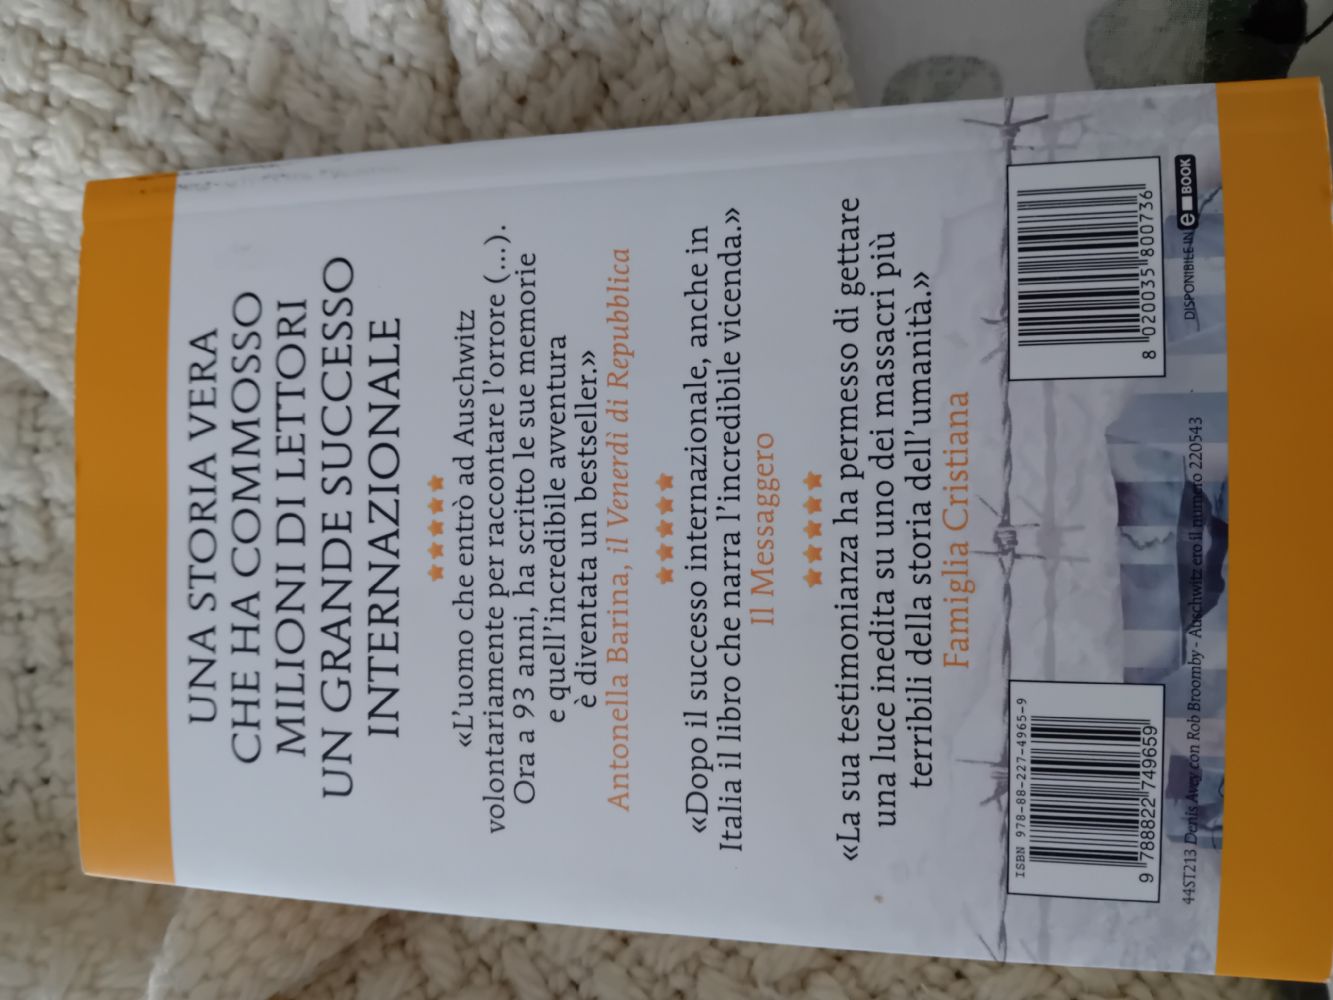 UNA STORIA VERA
CHE HA COMMOSSO
MILIONI DI LETTORI
UN GRANDE SUCCESSO
INTERNAZIONALE
«L'uomo che entrò ad Auschwitz
volontariamente per raccontare l'orrore (...).
Ora a 93 anni, ha scritto le sue memorie
e quell'incredibile avventura
è diventata un bestseller.»
Antonella Barina, il Venerdì di Repubblica
«Dopo il successo internazionale, anche in
Italia il libro che narra l'incredibile vicenda.»
Il Messaggero
«La sua testimonianza ha permesso di gettare
una luce inedita su uno dei massacri più
terribili della storia dell'umanità.»
Famiglia Cristiana
ISBN 978-88-227-4965-9
9 788822 749659
8 020035 800736
44ST213 Denis Avey con Rob Broomby - Auschwitz ero il numero 220543
DISPONIBILE IN eBOOK